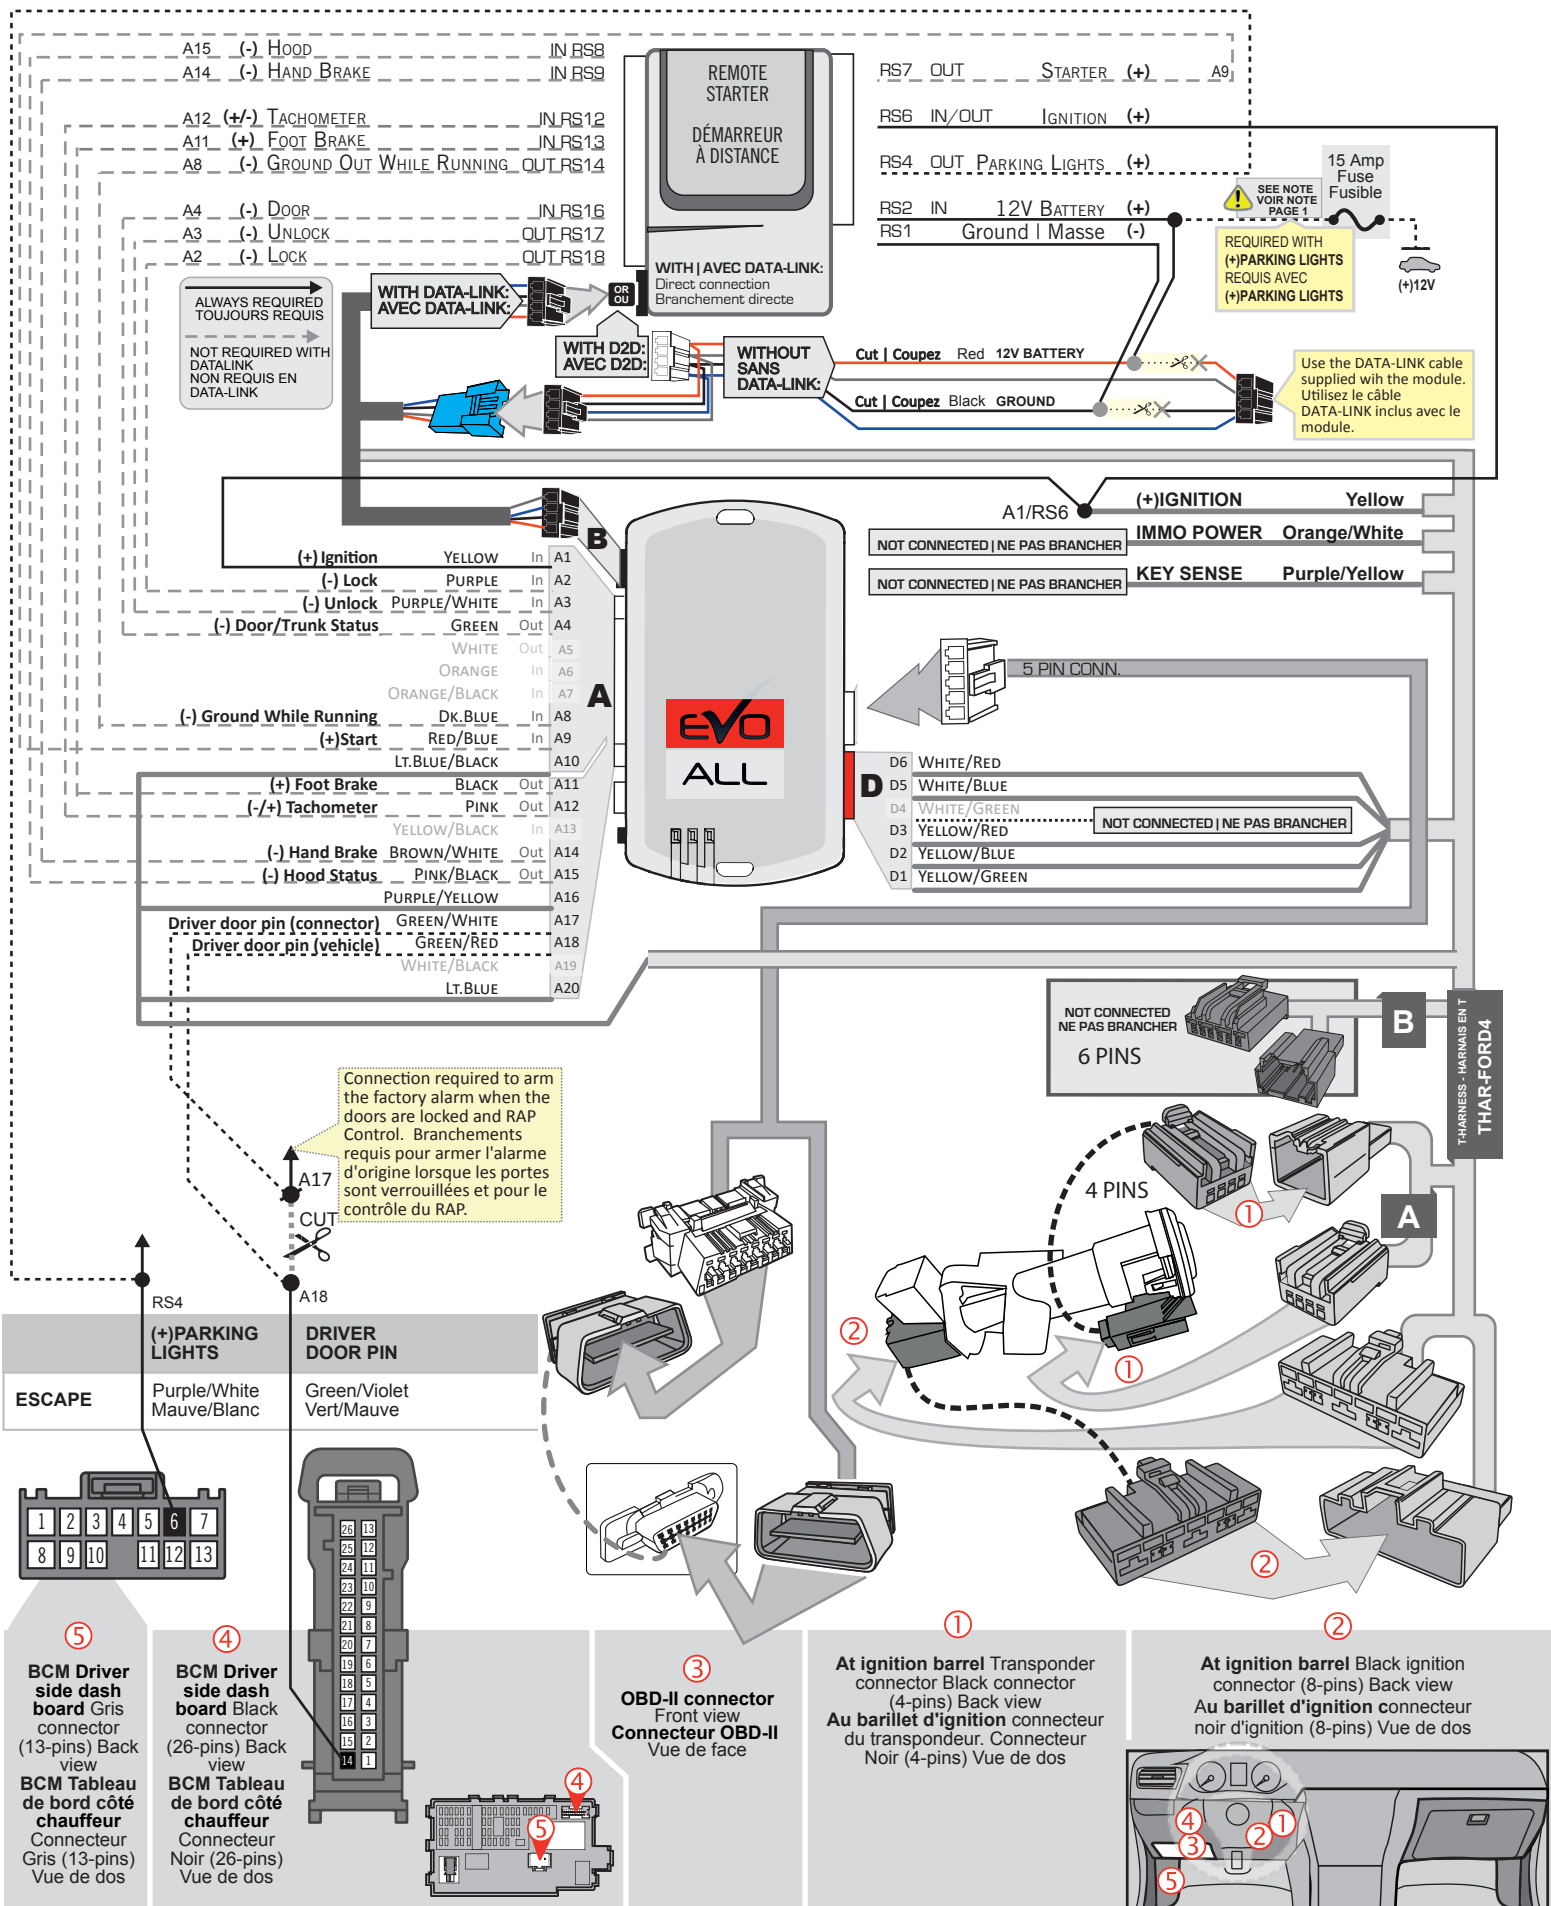 A15 (-) HOOD IN RS8
A14 (-) HAND BRAKE IN RS9
A12 (+/-) TACHOMETER IN RS12
A11 (+) FOOT BRAKE IN RS13
A8 (-) GROUND OUT WHILE RUNNING OUT RS14
A4 (-) DOOR IN RS16
A3 (-) UNLOCK OUT RS17
A2 (-) LOCK OUT RS18
REMOTE
STARTER
DÉMARREUR
À DISTANCE
WITH | AVEC DATA-LINK:
Direct connection
Branchement directe
RS7 OUT STARTER (+) A9
RS6 IN/OUT IGNITION (+)
RS4 OUT PARKING LIGHTS (+)
RS2 IN 12V BATTERY (+)
RS1 Ground | Masse (-)
SEE NOTE
VOIR NOTE
PAGE 1
15 Amp
Fuse
Fusible
REQUIRED WITH
(+)PARKING LIGHTS
REQUIS AVEC
(+)PARKING LIGHTS
(+)12V
ALWAYS REQUIRED
TOUJOURS REQUIS
NOT REQUIRED WITH
DATALINK
NON REQUIS EN
DATA-LINK
WITH DATA-LINK:
AVEC DATA-LINK:
OR
OU
WITH D2D:
AVEC D2D:
WITHOUT
SANS
DATA-LINK:
Cut | Coupez Red 12V BATTERY
Cut | Coupez Black GROUND
Use the DATA-LINK cable
supplied wih the module.
Utilisez le câble
DATA-LINK inclus avec le
module.
A1/RS6
(+)IGNITION Yellow
NOT CONNECTED | NE PAS BRANCHER IMMO POWER Orange/White
NOT CONNECTED | NE PAS BRANCHER KEY SENSE Purple/Yellow
B
(+) Ignition YELLOW In A1
(-) Lock PURPLE In A2
(-) Unlock PURPLE/WHITE In A3
(-) Door/Trunk Status GREEN Out A4
WHITE Out A5
ORANGE In A6
ORANGE/BLACK In A7
(-) Ground While Running DK.BLUE In A8
(+)Start RED/BLUE In A9
LT.BLUE/BLACK A10
(+) Foot Brake BLACK Out A11
(-/+) Tachometer PINK Out A12
YELLOW/BLACK In A13
(-) Hand Brake BROWN/WHITE Out A14
(-) Hood Status PINK/BLACK Out A15
PURPLE/YELLOW A16
Driver door pin (connector) GREEN/WHITE A17
Driver door pin (vehicle) GREEN/RED A18
WHITE/BLACK A19
LT.BLUE A20
A
EVO
ALL
5 PIN CONN.
D
D6 WHITE/RED
D5 WHITE/BLUE
D4 WHITE/GREEN
NOT CONNECTED | NE PAS BRANCHER
D3 YELLOW/RED
D2 YELLOW/BLUE
D1 YELLOW/GREEN
NOT CONNECTED
NE PAS BRANCHER
6 PINS
B
T-HARNESS - HARNAIS EN T
THAR-FORD4
4 PINS
A
1
2
1
2
Connection required to arm
the factory alarm when the
doors are locked and RAP
Control. Branchements
requis pour armer l'alarme
d'origine lorsque les portes
sont verrouillées et pour le
contrôle du RAP.
A17
CUT
A18
RS4
(+)PARKING
LIGHTS
DRIVER
DOOR PIN
ESCAPE
Purple/White
Mauve/Blanc
Green/Violet
Vert/Mauve
1 2 3 4 5 6 7
8 9 10 11 12 13
26 13
25 12
24 11
23 10
22 9
21 8
20 7
19 6
18 5
17 4
16 3
15 2
14 1
5
BCM Driver
side dash
board Gris
connector
(13-pins) Back
view
BCM Tableau
de bord côté
chauffeur
Connecteur
Gris (13-pins)
Vue de dos
4
BCM Driver
side dash
board Black
connector
(26-pins) Back
view
BCM Tableau
de bord côté
chauffeur
Connecteur
Noir (26-pins)
Vue de dos
4
5
3
OBD-II connector
Front view
Connecteur OBD-II
Vue de face
1
At ignition barrel Transponder
connector Black connector
(4-pins) Back view
Au barillet d'ignition connecteur
du transpondeur. Connecteur
Noir (4-pins) Vue de dos
2
At ignition barrel Black ignition
connector (8-pins) Back view
Au barillet d'ignition connecteur
noir d'ignition (8-pins) Vue de dos
4
3
2
1
5